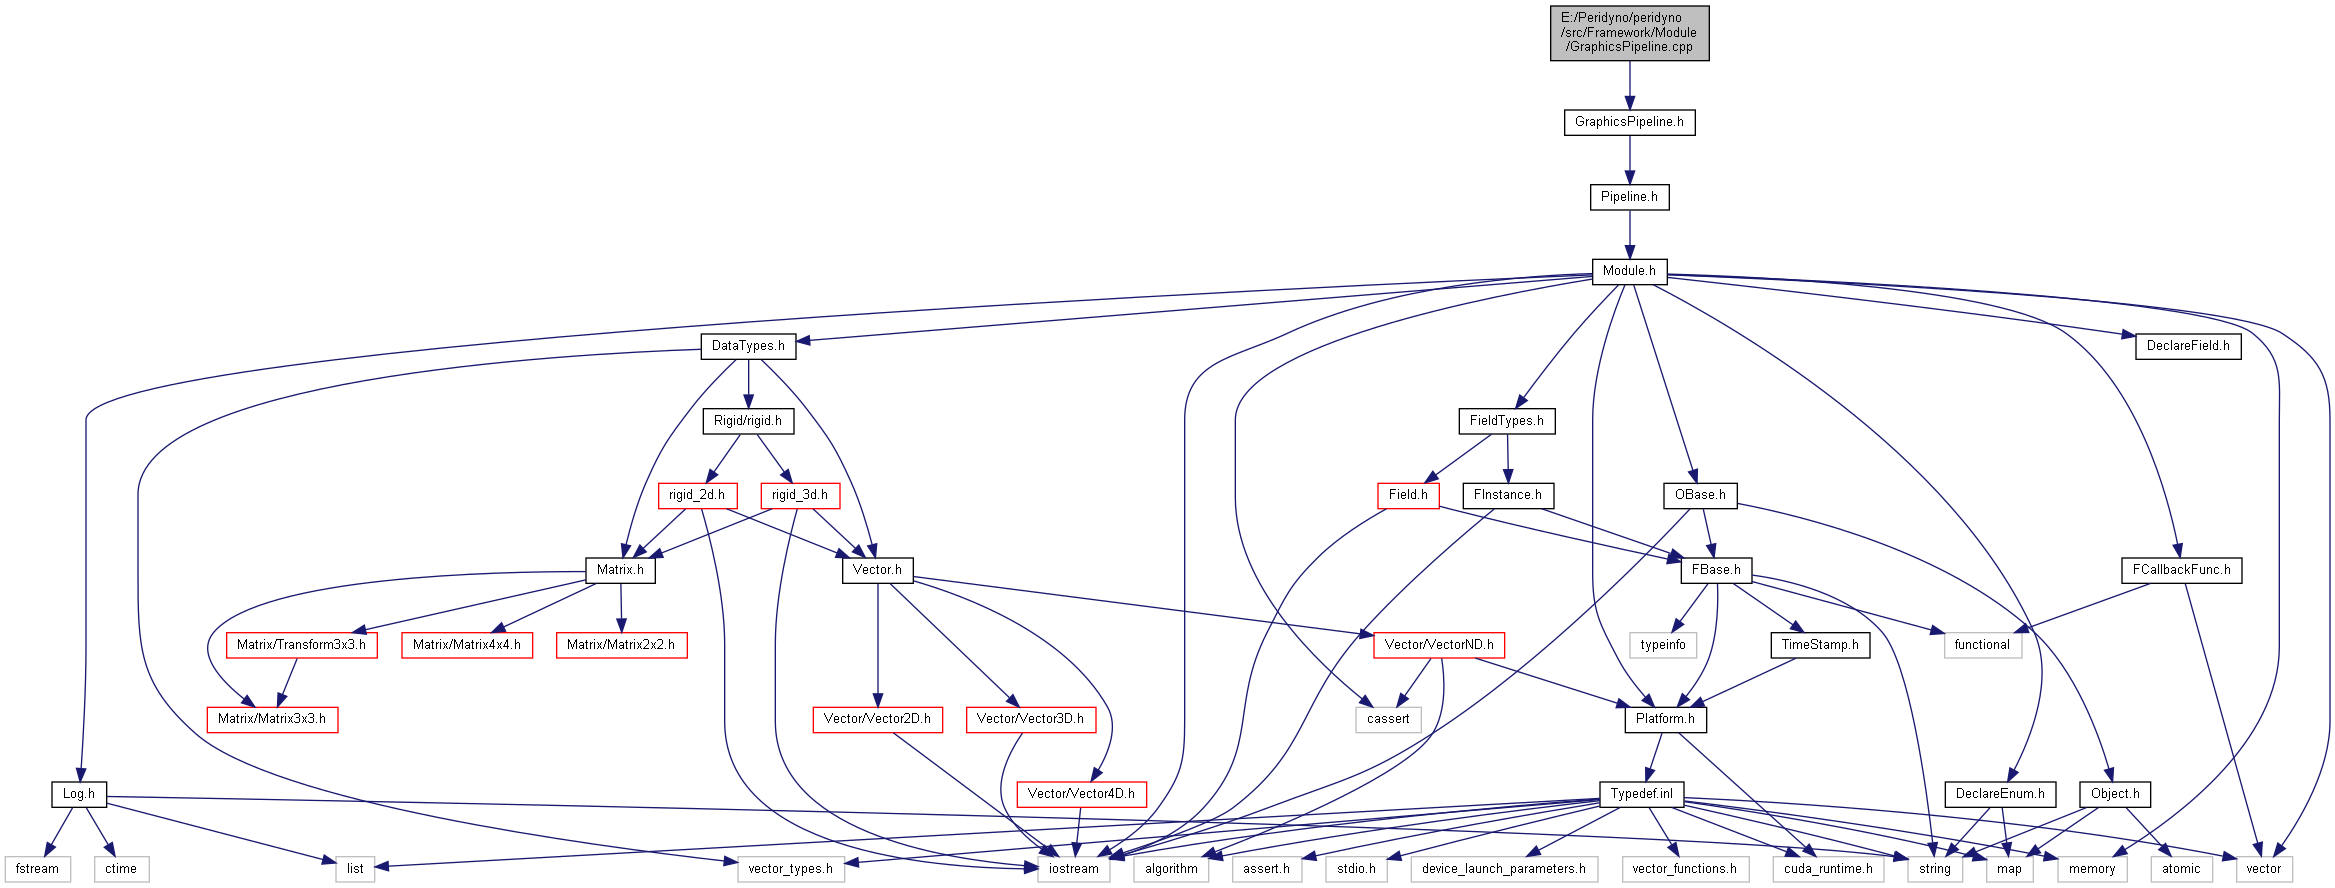 E:/Peridyno/peridyno
/src/Framework/Module
/GraphicsPipeline.cpp
GraphicsPipeline.h
Pipeline.h
Module.h
DataTypes.h
DeclareField.h
Rigid/rigid.h
FieldTypes.h
rigid_2d.h
rigid_3d.h
Field.h
FInstance.h
OBase.h
Matrix.h
Vector.h
FBase.h
FCallbackFunc.h
Matrix/Transform3x3.h
Matrix/Matrix4x4.h
Matrix/Matrix2x2.h
Vector/VectorND.h
typeinfo
TimeStamp.h
functional
Matrix/Matrix3x3.h
Vector/Vector2D.h
Vector/Vector3D.h
cassert
Platform.h
Log.h
Vector/Vector4D.h
Typedef.inl
DeclareEnum.h
Object.h
fstream
ctime
list
vector_types.h
iostream
algorithm
assert.h
stdio.h
device_launch_parameters.h
vector_functions.h
cuda_runtime.h
string
map
memory
atomic
vector